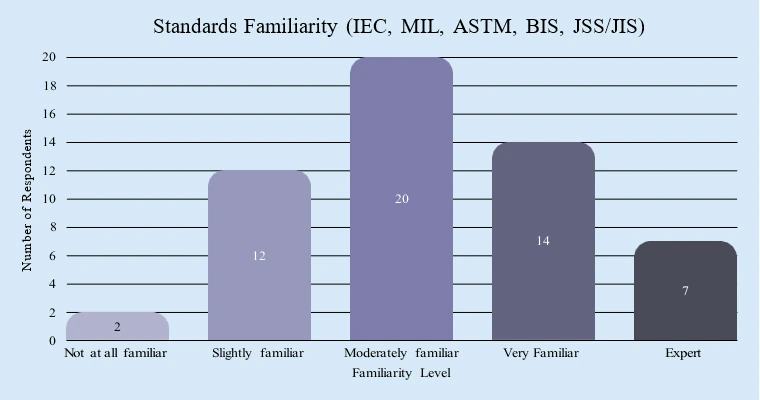 Standards Familiarity (IEC, MIL, ASTM, BIS, JSS/JIS)
Number of Respondents
20
18
16
14
12
10
8
6
4
2
0
2
12
20
14
7
Not at all familiar
Slightly familiar
Moderately familiar
Very Familiar
Expert
Familiarity Level